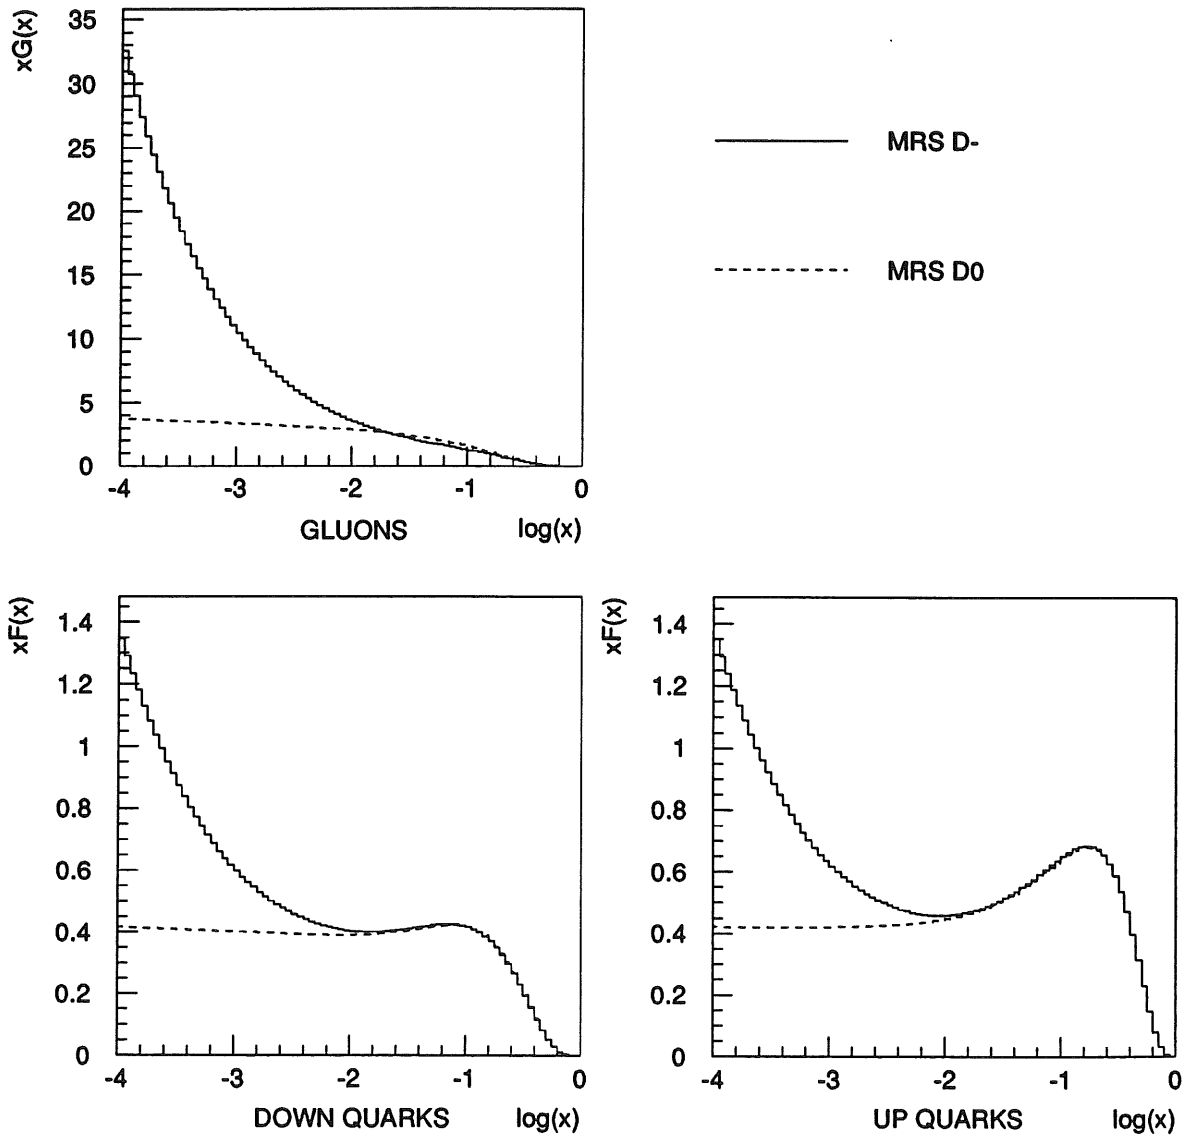 xG(x)
35
30
25
20
15
10
5
0
-4 -3 -2 -1 0
GLUONS log(x)
MRS D-
MRS D0
xF(x)
1.4
1.2
1
0.8
0.6
0.4
0.2
0
-4 -3 -2 -1 0
DOWN QUARKS log(x)
xF(x)
1.4
1.2
1
0.8
0.6
0.4
0.2
0
-4 -3 -2 -1 0
UP QUARKS log(x)